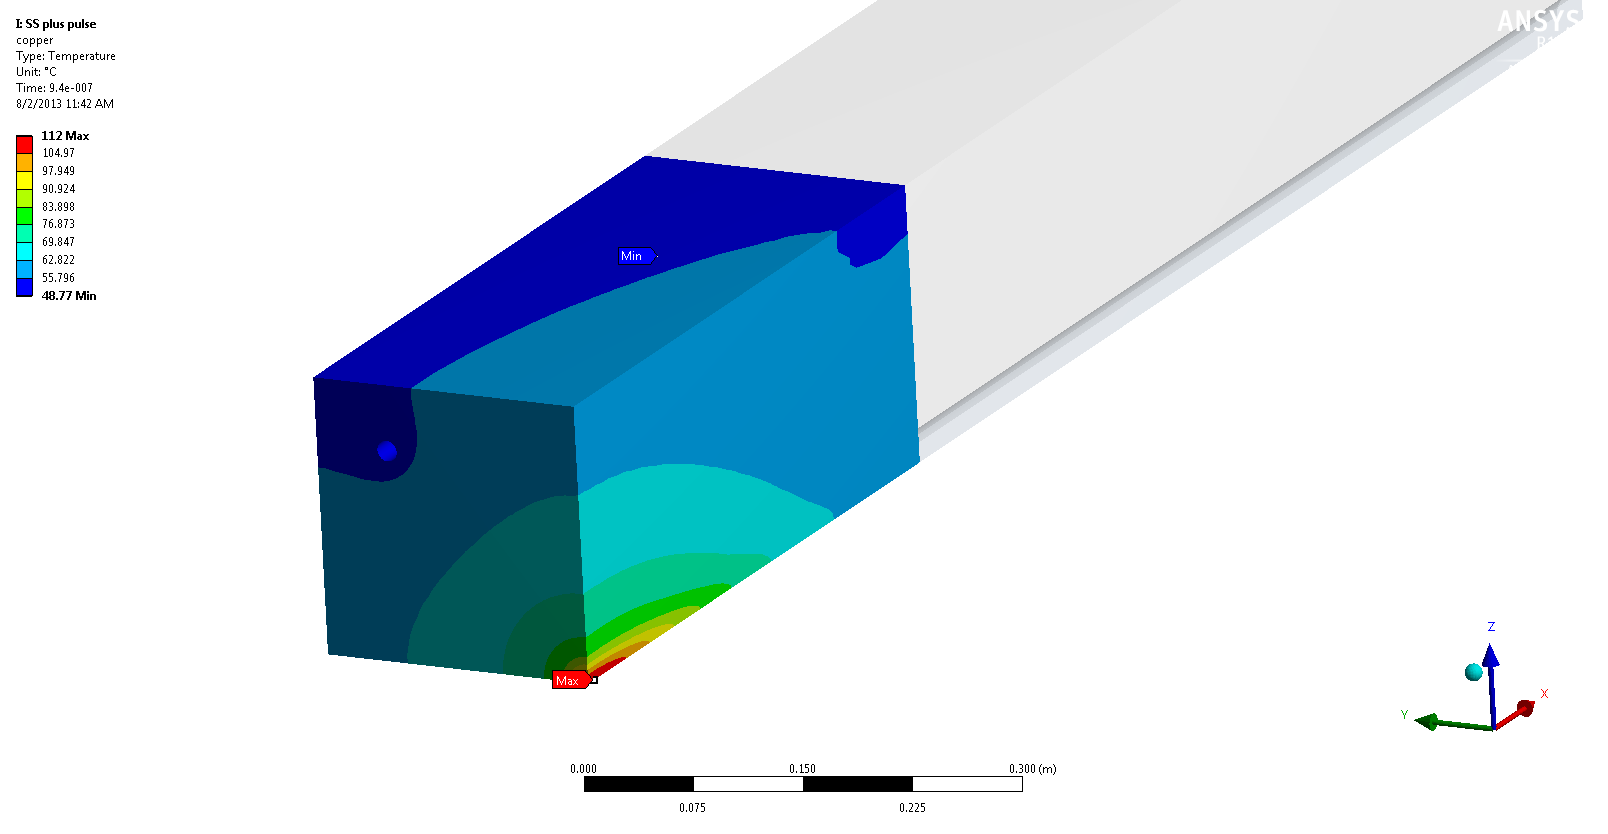 I: SS plus pulse
copper
Type: Temperature
Unit: °C
Time: 9.4e-007
8/2/2013 11:42 AM
112 Max
104.97
97.949
90.924
83.898
76.873
69.847
62.822
55.796
48.77 Min
ANSYS
Min
Max
Z
X
Y
0.000
0.150
0.300 (m)
0.075
0.225